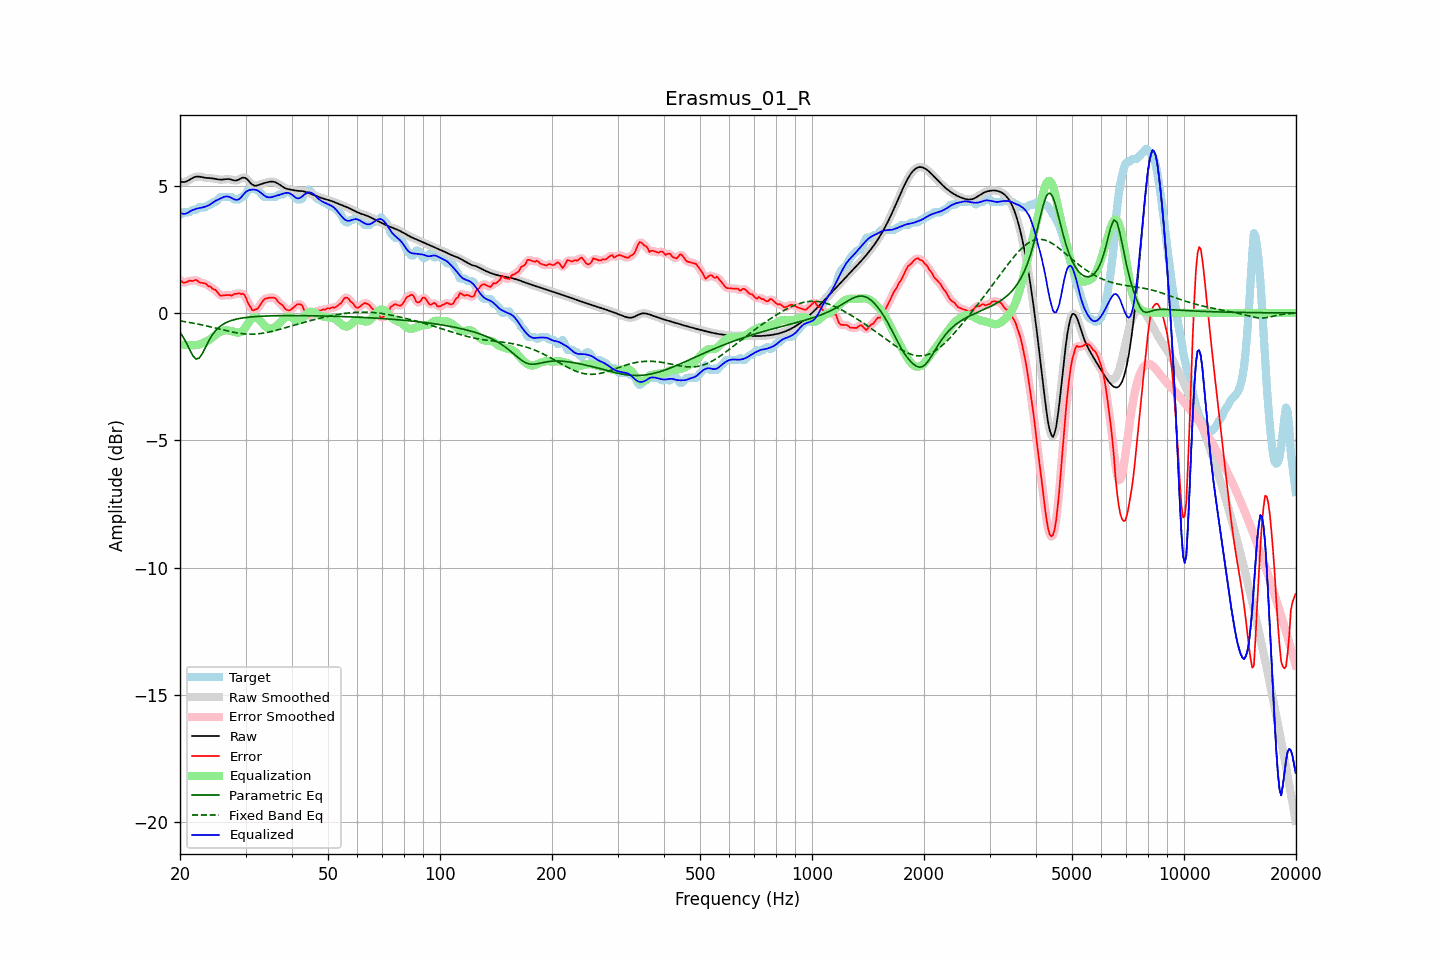 Erasmus_01_R
Amplitude (dBr)
5
0
−5
−10
−15
−20
Target
Raw Smoothed
Error Smoothed
Raw
Error
Equalization
Parametric Eq
Fixed Band Eq
Equalized
20 50 100 200 500 1000 2000 5000 10000 20000
Frequency (Hz)